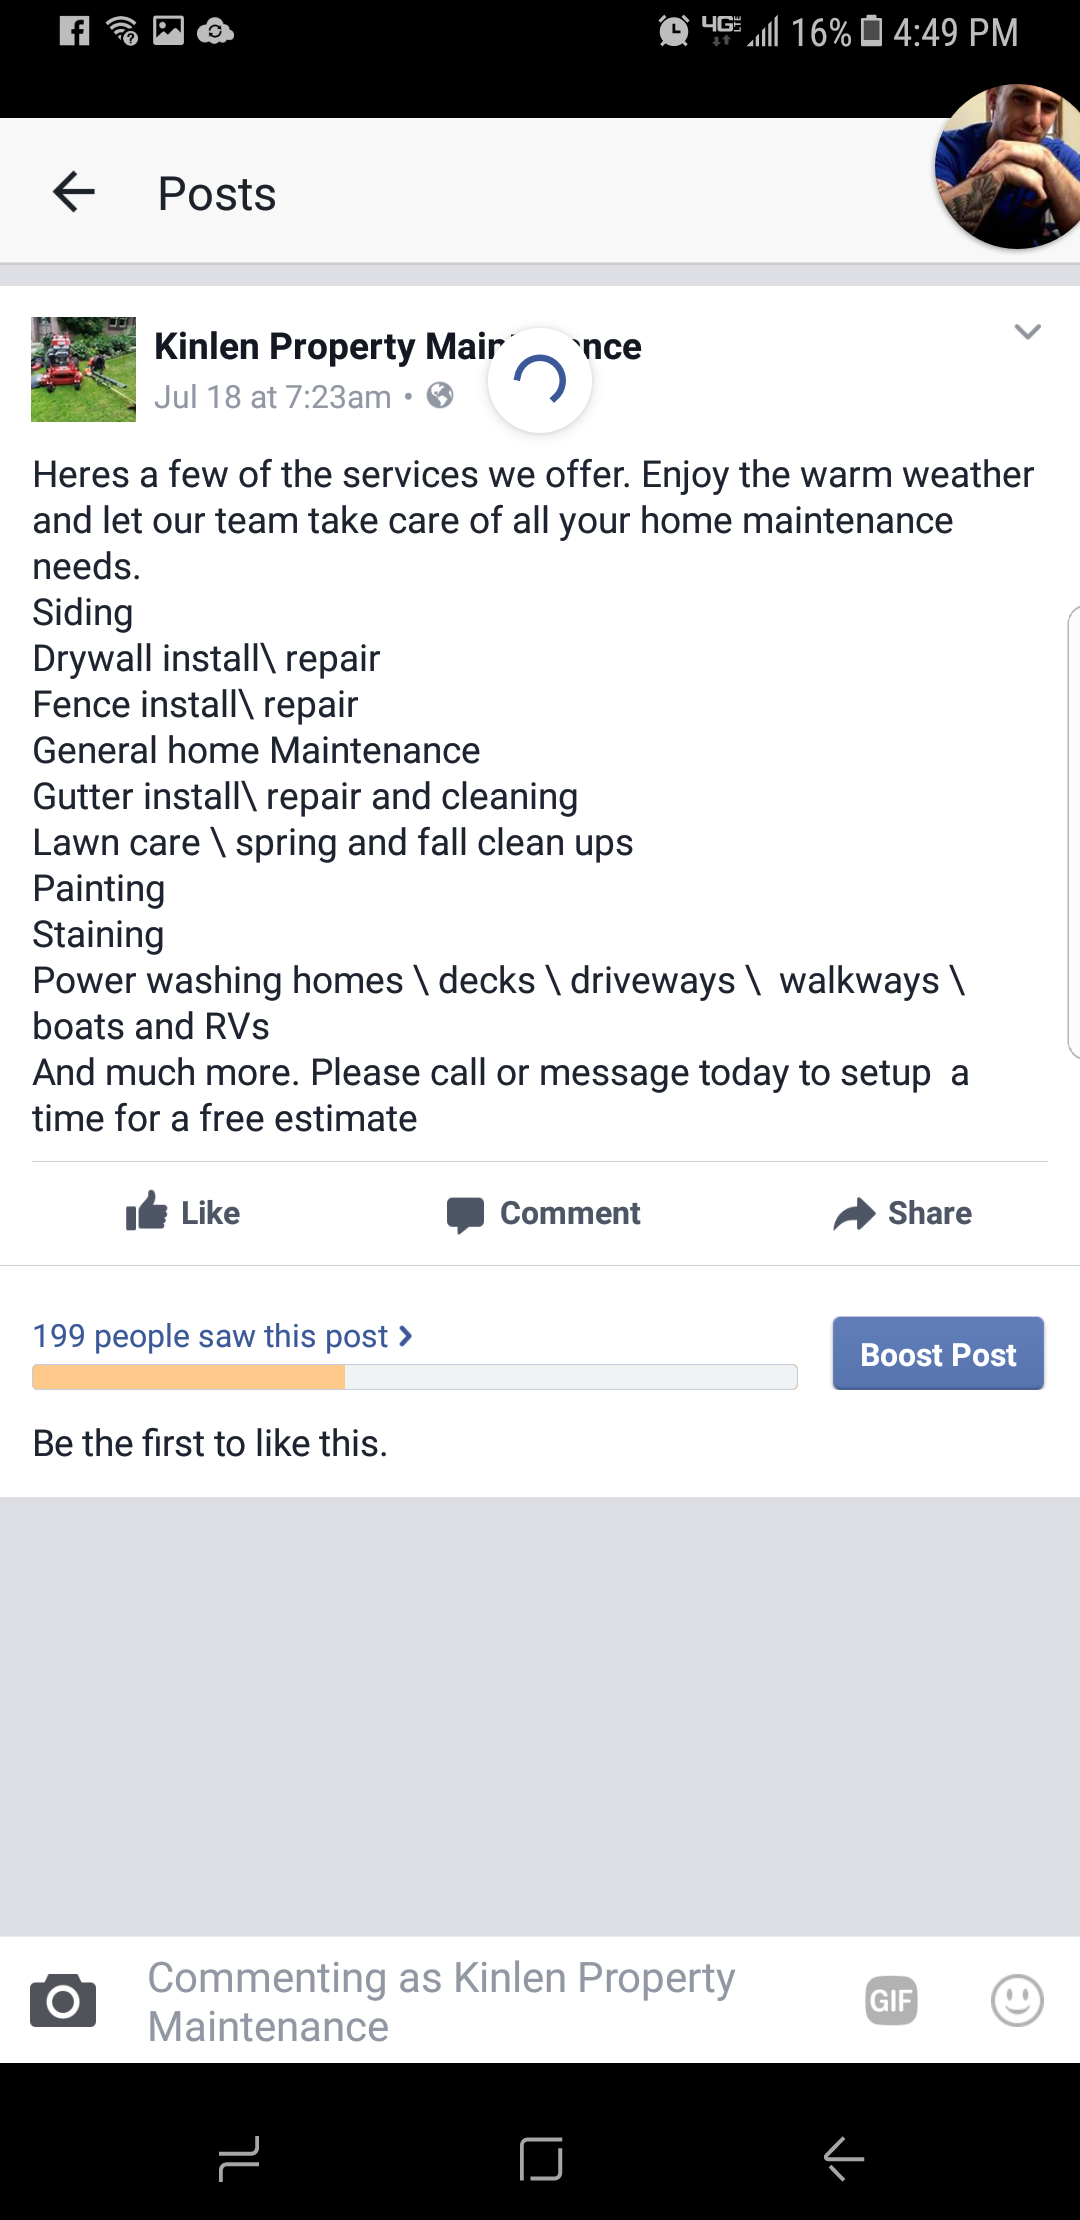 4G LTE 16% 4:49 PM
Posts
Kinlen Property Main nce
Jul 18 at 7:23am •
Heres a few of the services we offer. Enjoy the warm weather
and let our team take care of all your home maintenance
needs.
Siding
Drywall install\ repair
Fence install\ repair
General home Maintenance
Gutter install\ repair and cleaning
Lawn care \ spring and fall clean ups
Painting
Staining
Power washing homes \ decks \ driveways \  walkways \
boats and RVs
And much more. Please call or message today to setup  a
time for a free estimate
Like Comment Share
199 people saw this post
Boost Post
Be the first to like this.
Commenting as Kinlen Property
Maintenance
GIF